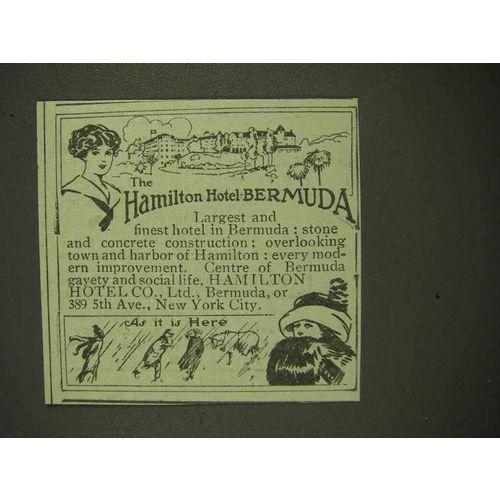 The
Hamilton Hotel-BERMUDA
Largest and
finest hotel in Bermuda; stone
and concrete construction; overlooking
town and harbor of Hamilton; every mod-
ern improvement. Centre of Bermuda
gayety and social life. HAMILTON
HOTEL CO., Ltd., Bermuda, or
389 5th Ave., New York City.
As it is Here